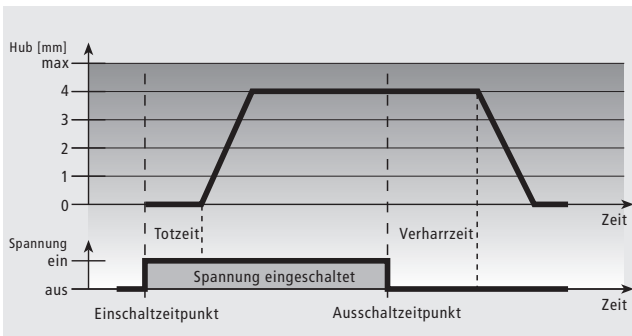 Hub [mm]
max
4
3
2
1
0
Zeit
Totzeit
Verharrzeit
Spannung
ein
Spannung eingeschaltet
aus
Zeit
Einschaltzeitpunkt
Ausschaltzeitpunkt